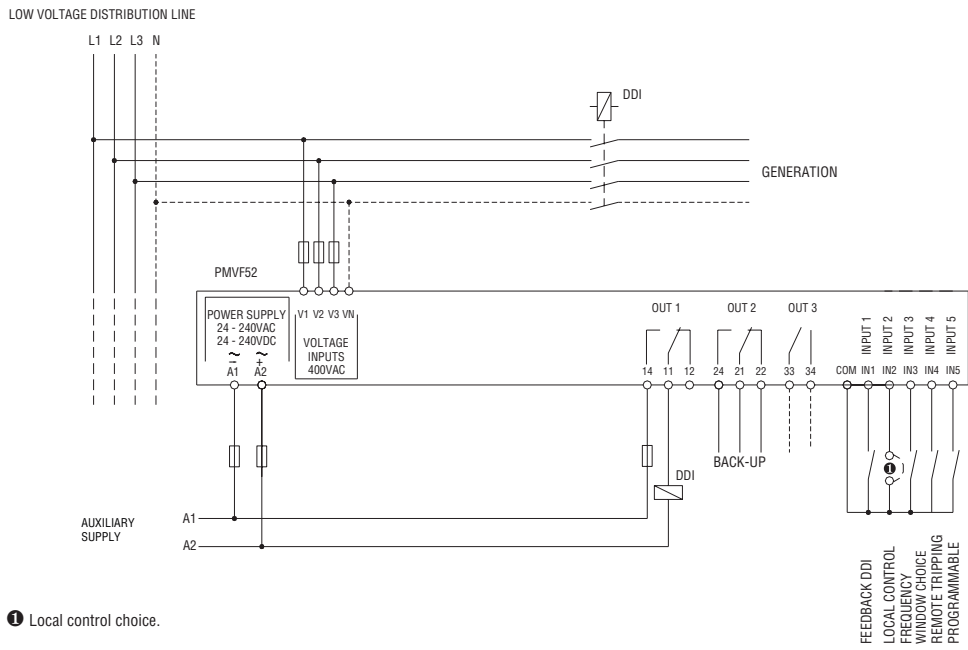 LOW VOLTAGE DISTRIBUTION LINE
L1 L2 L3 N
DDI
GENERATION
PMVF52
POWER SUPPLY
24 - 240VAC
24 - 240VDC
~ ~
- +
A1 A2
V1 V2 V3 VN
VOLTAGE
INPUTS
400VAC
OUT 1 OUT 2 OUT 3
INPUT 1
INPUT 2
INPUT 3
INPUT 4
INPUT 5
14 11 12 24 21 22 33 34 COM IN1 IN2 IN3 IN4 IN5
BACK-UP
❶
DDI
AUXILIARY
SUPPLY
A1
A2
FEEDBACK DDI
LOCAL CONTROL
FREQUENCY
WINDOW CHOICE
REMOTE TRIPPING
PROGRAMMABLE
❶ Local control choice.